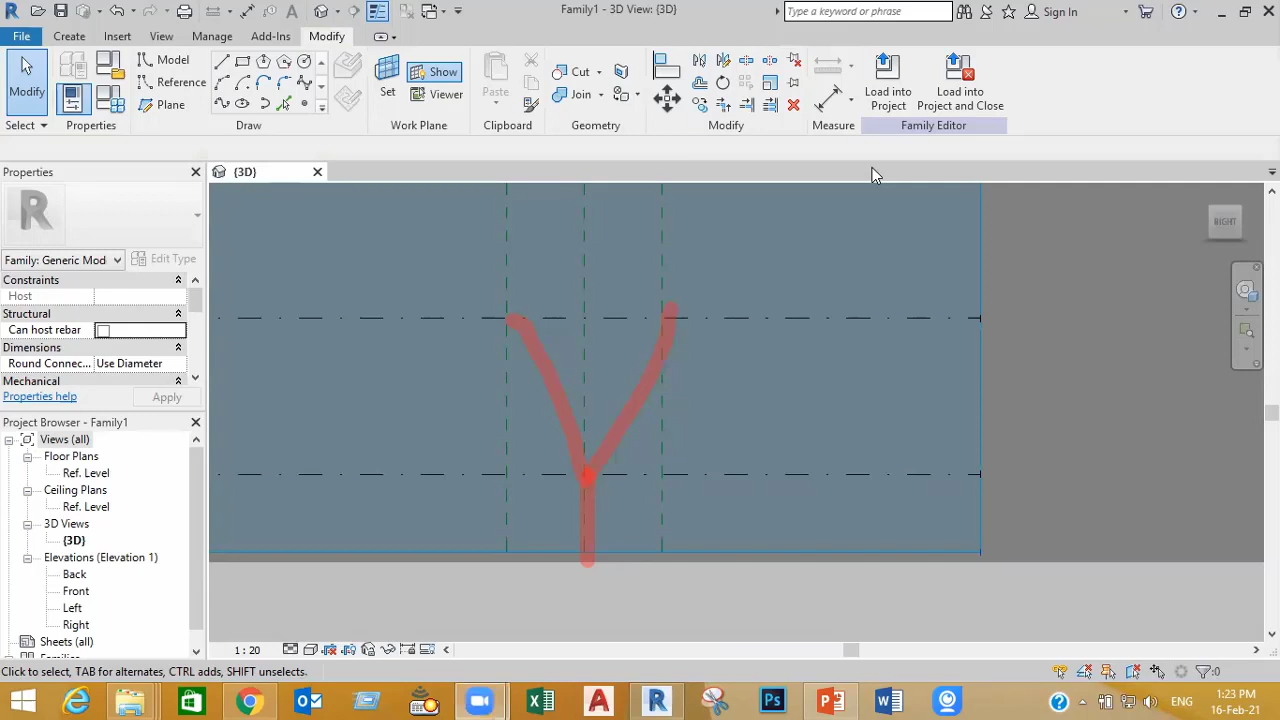 Family1 - 3D View: {3D}
Type a keyword or phrase
Sign In
File Create Insert View Manage Add-Ins Modify
Modify
Select
Properties
Model
Reference
Plane
Draw
Set
Show
Viewer
Work Plane
Paste
Clipboard
Cut
Join
Geometry
Modify
Measure
Load into
Project
Load into
Project and Close
Family Editor
Properties
{3D}
R
RIGHT
Family: Generic Mod
Edit Type
Constraints
Host
Structural
Can host rebar
Dimensions
Round Connec... Use Diameter
Mechanical
Properties help
Apply
Project Browser - Family1
Views (all)
Floor Plans
Ref. Level
Ceiling Plans
Ref. Level
3D Views
{3D}
Elevations (Elevation 1)
Back
Front
Left
Right
Sheets (all)
1 : 20
Click to select, TAB for alternates, CTRL adds, SHIFT unselects.
:0
ENG
1:23 PM
16-Feb-21